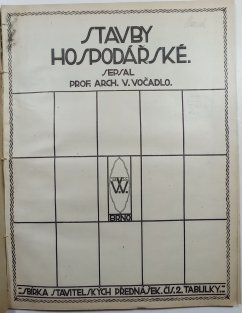 STAVBY
HOSPODÁŘSKÉ.
SEPSAL
PROF. ARCH. V. VOČADLO.
V.V.
BRNO
SBÍRKA STAVITELSKÝCH PŘEDNÁŠEK. ČÍS. 2. TABULKY.